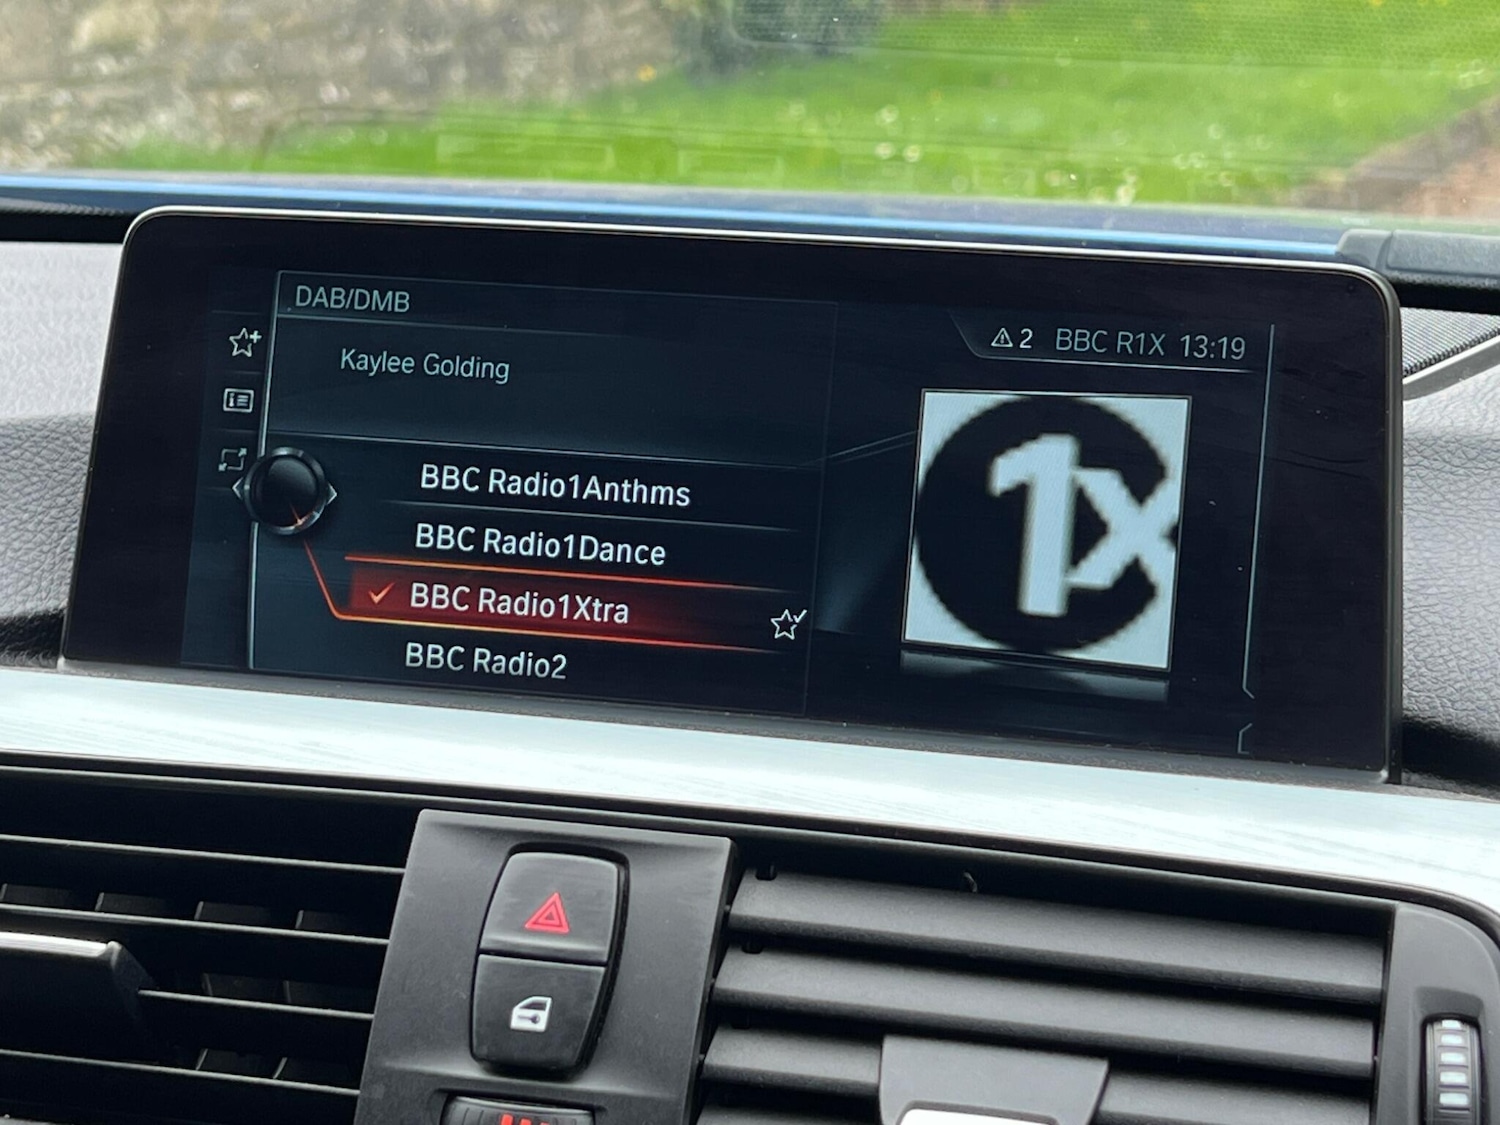 DAB/DMB
2 BBC R1X 13:19
Kaylee Golding
BBC Radio1Anthms
BBC Radio1Dance
BBC Radio1Xtra
BBC Radio2
1X